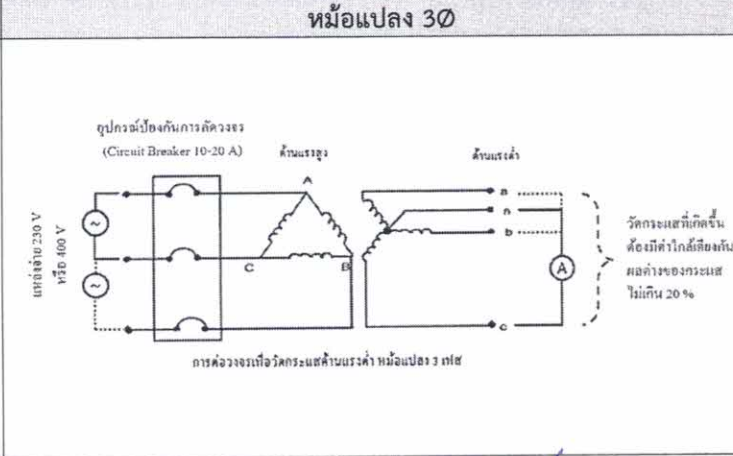 หม้อแปลง 3Ø
อุปกรณ์ป้องกันการลัดวงจร
(Circuit Breaker 10-20 A)
ด้านแรงสูง
ด้านแรงต่ำ
A
C
B
a
n
b
c
A
แหล่งจ่าย 230 V
หรือ 400 V
วัดกระแสที่เกิดขึ้น
ต้องมีค่าใกล้เคียงกัน
ผลต่างของกระแส
ไม่เกิน 20 %
การต่อวงจรเพื่อวัดกระแสด้านแรงต่ำ หม้อแปลง 3 เฟส